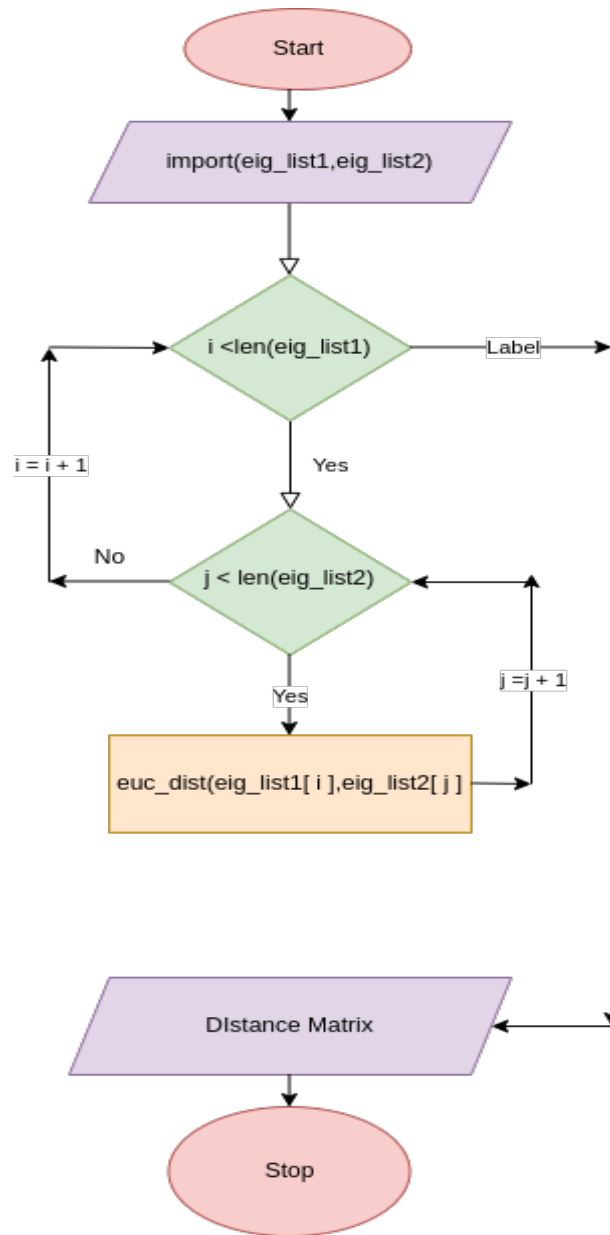 Start
import(eig_list1,eig_list2)
i <len(eig_list1)
Label
i = i + 1
Yes
No
j < len(eig_list2)
j =j + 1
Yes
euc_dist(eig_list1[ i ],eig_list2[ j ]
DIstance Matrix
Stop